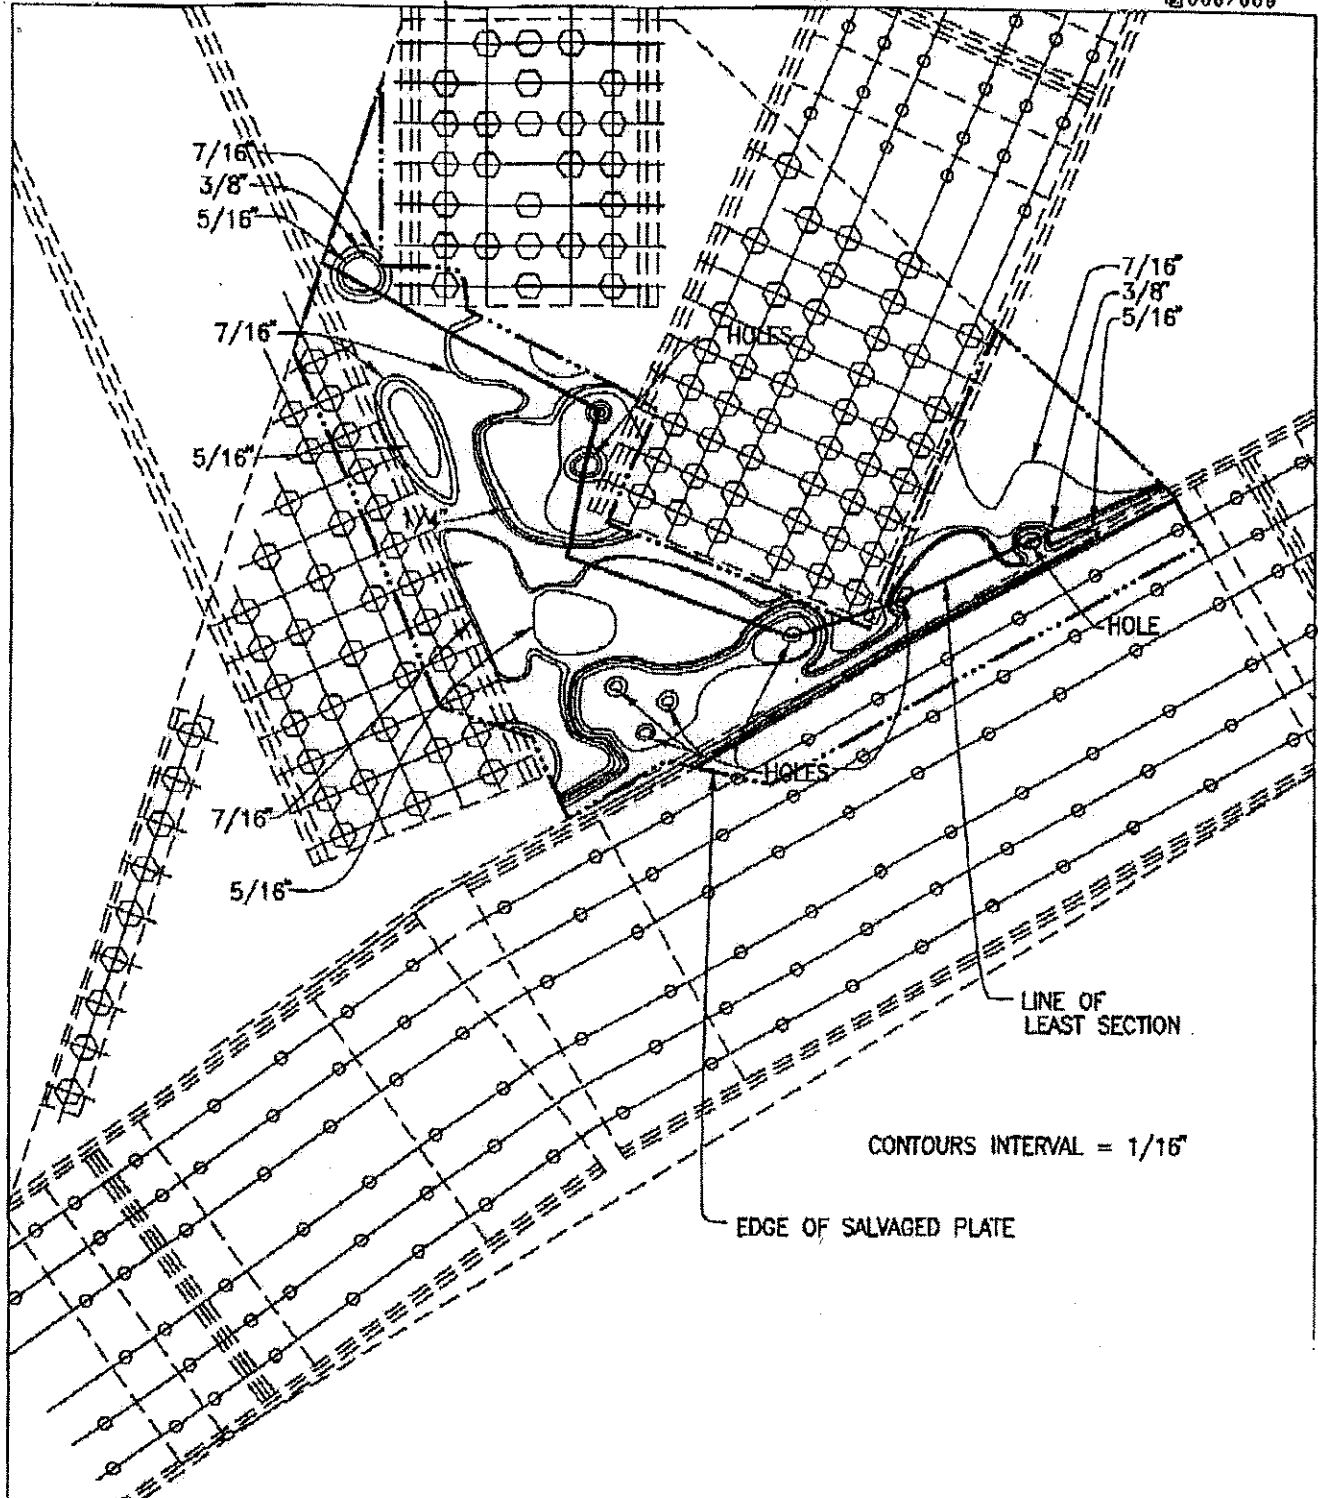 7/16"
3/8"
5/16"
7/16"
3/8"
5/16"
7/16"
HOLES
5/16"
HOLE
HOLES
7/16"
5/16"
LINE OF
LEAST SECTION
CONTOURS INTERVAL = 1/16"
EDGE OF SALVAGED PLATE